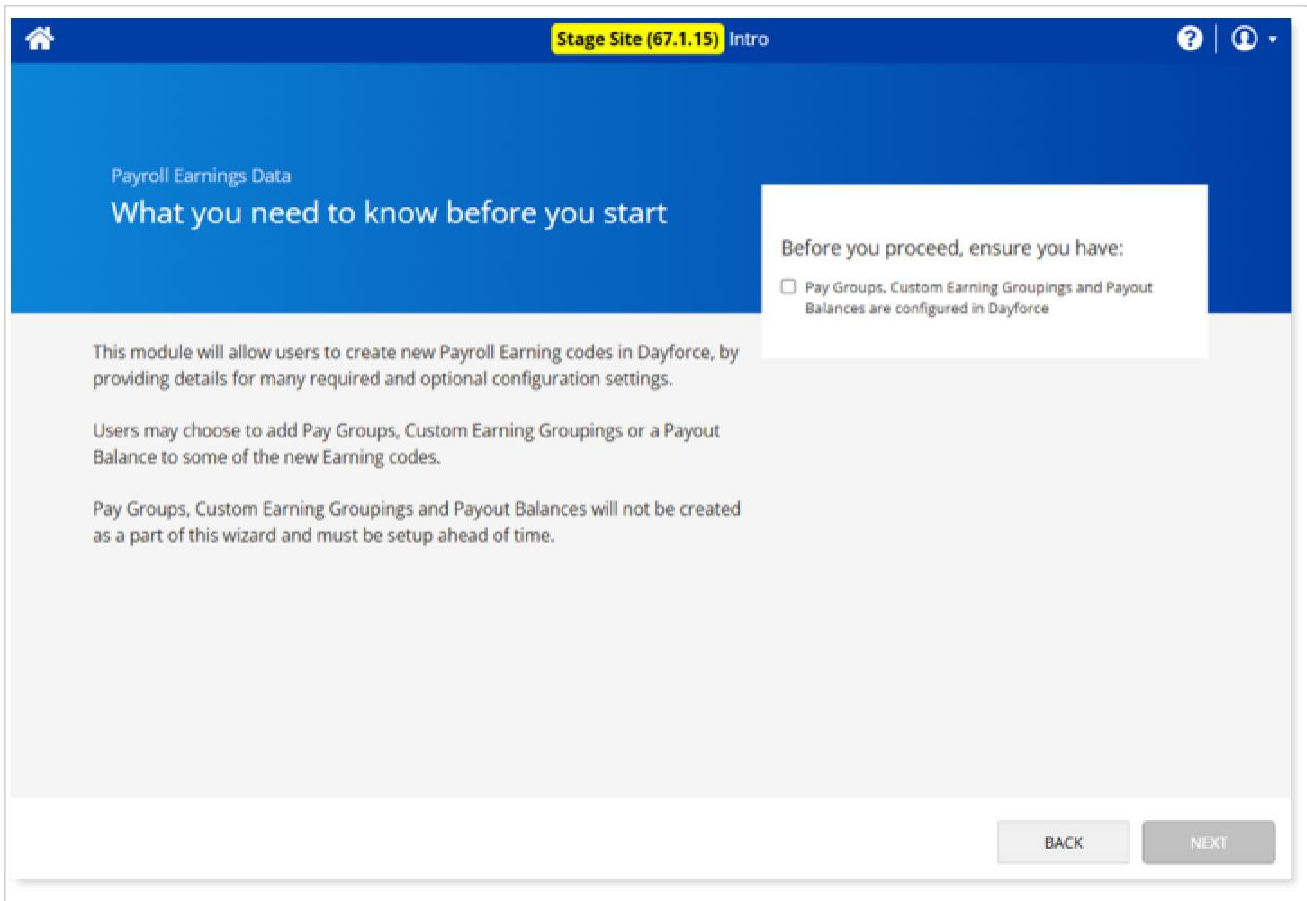 Stage Site (67.1.15) Intro
Payroll Earnings Data
What you need to know before you start
Before you proceed, ensure you have:
Pay Groups, Custom Earning Groupings and Payout
Balances are configured in Dayforce
This module will allow users to create new Payroll Earning codes in Dayforce, by
providing details for many required and optional configuration settings.
Users may choose to add Pay Groups, Custom Earning Groupings or a Payout
Balance to some of the new Earning codes.
Pay Groups, Custom Earning Groupings and Payout Balances will not be created
as a part of this wizard and must be setup ahead of time.
BACK
NEXT